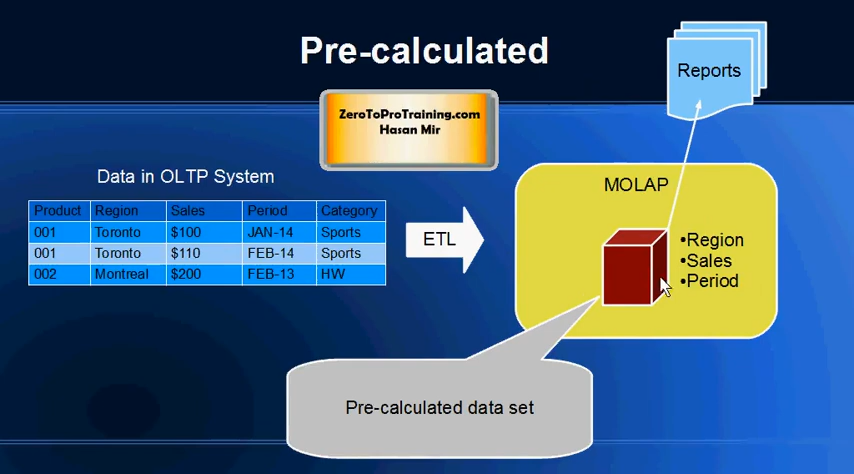 Pre-calculated
Reports
ZeroToProTraining.com
Hasan Mir
Data in OLTP System
Product Region Sales Period Category
001 Toronto $100 JAN-14 Sports
001 Toronto $110 FEB-14 Sports
002 Montreal $200 FEB-13 HW
ETL
MOLAP
•Region
•Sales
•Period
Pre-calculated data set